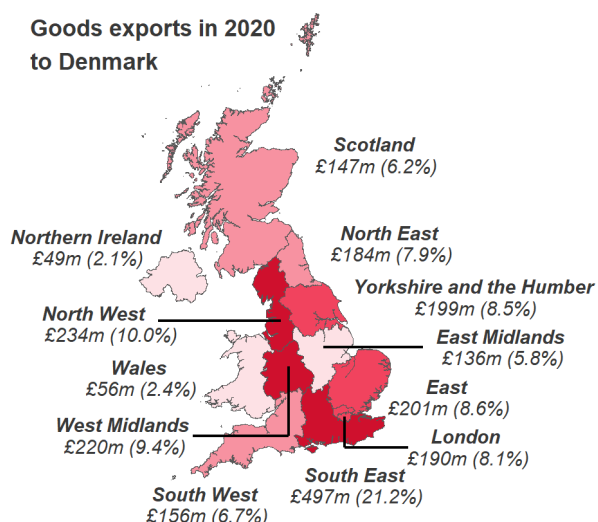 Goods exports in 2020
to Denmark
Scotland
£147m (6.2%)
Northern Ireland
£49m (2.1%)
North East
£184m (7.9%)
Yorkshire and the Humber
£199m (8.5%)
North West
£234m (10.0%)
East Midlands
£136m (5.8%)
Wales
£56m (2.4%)
East
£201m (8.6%)
West Midlands
£220m (9.4%)
London
£190m (8.1%)
South East
£497m (21.2%)
South West
£156m (6.7%)